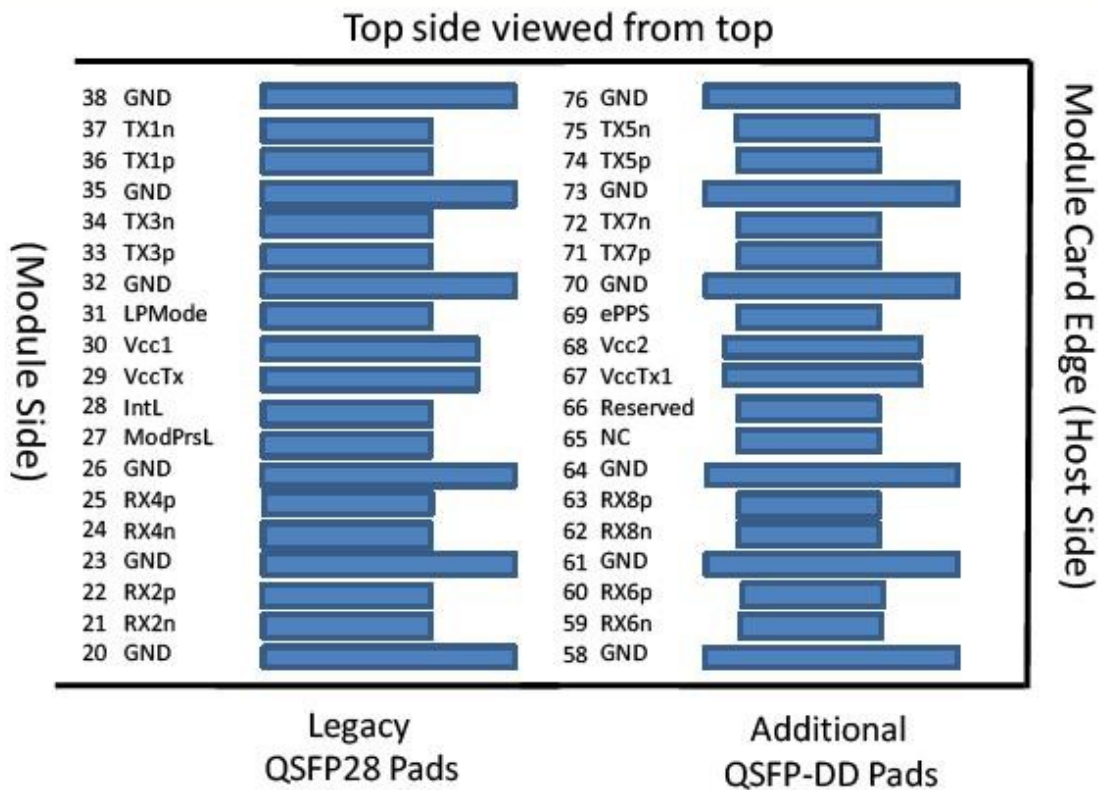 Top side viewed from top
38 GND 76 GND
37 TX1n 75 TX5n
36 TX1p 74 TX5p
35 GND 73 GND
34 TX3n 72 TX7n
33 TX3p 71 TX7p
32 GND 70 GND
31 LPMode 69 ePPS
30 Vcc1 68 Vcc2
29 VccTx 67 VccTx1
28 IntL 66 Reserved
27 ModPrsL 65 NC
26 GND 64 GND
25 RX4p 63 RX8p
24 RX4n 62 RX8n
23 GND 61 GND
22 RX2p 60 RX6p
21 RX2n 59 RX6n
20 GND 58 GND
(Module Side)
Module Card Edge (Host Side)
Legacy
QSFP28 Pads
Additional
QSFP-DD Pads